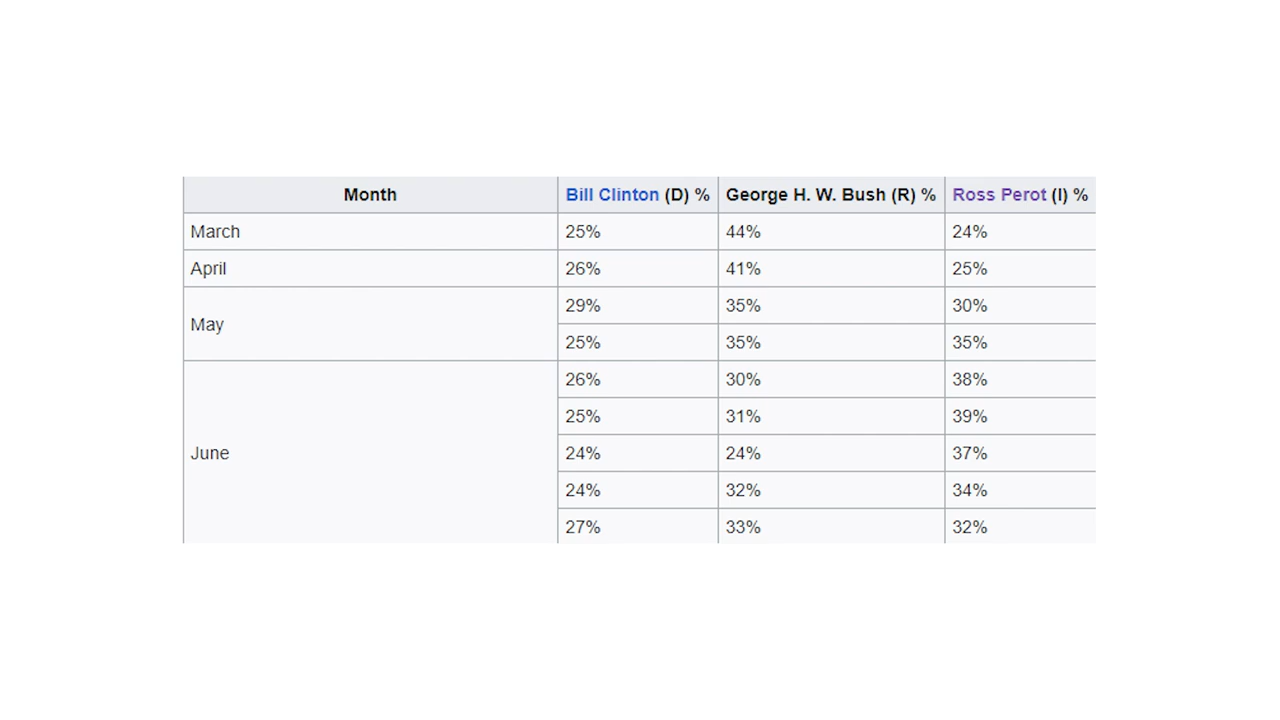 Month Bill Clinton (D) % George H. W. Bush (R) % Ross Perot (I) %
March 25% 44% 24%
April 26% 41% 25%
May 29% 35% 30%
25% 35% 35%
June 26% 30% 38%
25% 31% 39%
24% 24% 37%
24% 32% 34%
27% 33% 32%